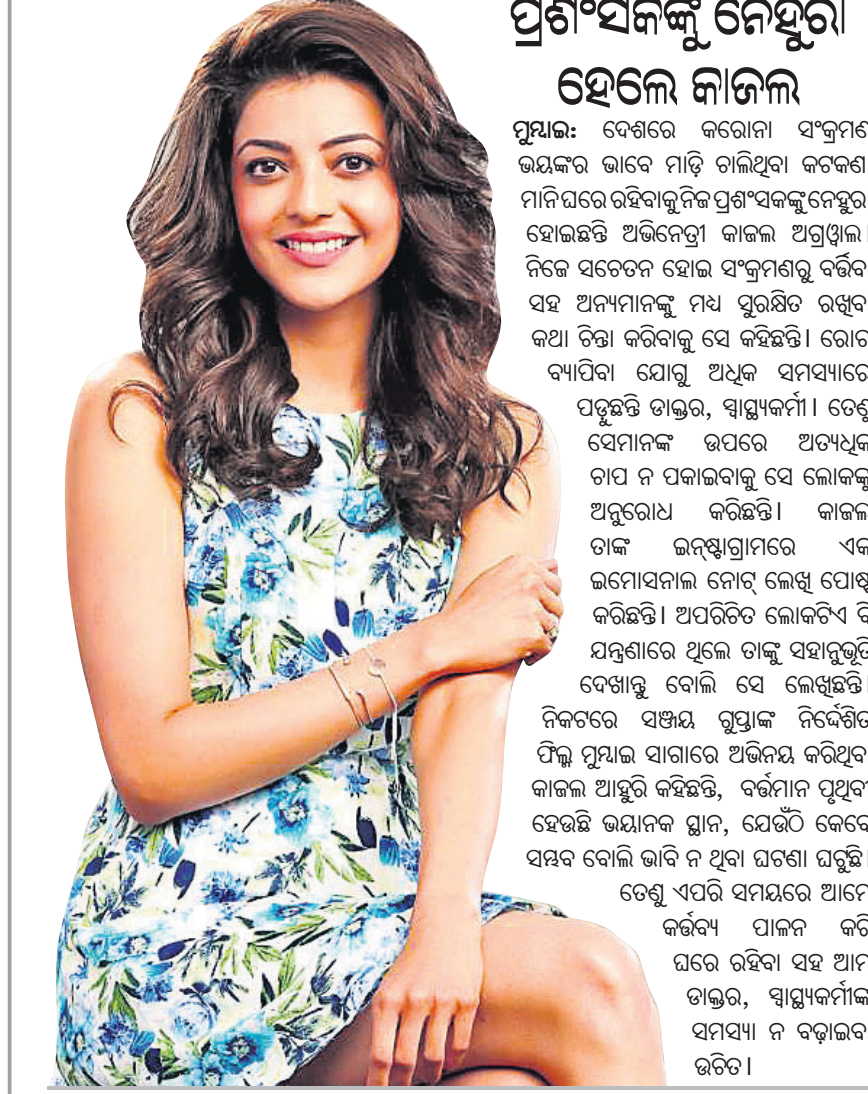 ପ୍ରଶଂସକଙ୍କୁ ନେହୁରା
ହେଲେ କାଜଲ
ମୁମ୍ବାଇ: ଦେଶରେ କରୋନା ସଂକ୍ରମଣ
ଭୟଙ୍କର ଭାବେ ମାଡ଼ି ଚାଲିଥିବା କଟକଣା
ମାନି ଘରେ ରହିବାକୁ ନିଜ ପ୍ରଶଂସକଙ୍କୁ ନେହୁରା
ହୋଇଛନ୍ତି ଅଭିନେତ୍ରୀ କାଜଲ ଅଗ୍ରୱାଲ।
ନିଜେ ସଚେତନ ହୋଇ ସଂକ୍ରମଣରୁ ବର୍ତ୍ତିବା
ସହ ଅନ୍ୟମାନଙ୍କୁ ମଧ୍ୟ ସୁରକ୍ଷିତ ରଖିବା
କଥା ଚିନ୍ତା କରିବାକୁ ସେ କହିଛନ୍ତି। ରୋଗ
ବ୍ୟାପିବା ଯୋଗୁ ଅଧିକ ସମସ୍ୟାରେ
ପଡୁଛନ୍ତି ଡାକ୍ତର, ସ୍ୱାସ୍ଥ୍ୟକର୍ମୀ। ତେଣୁ
ସେମାନଙ୍କ ଉପରେ ଅତ୍ୟଧିକ
ଚାପ ନ ପକାଇବାକୁ ସେ ଲୋକଙ୍କୁ
ଅନୁରୋଧ କରିଛନ୍ତି। କାଜଲ
ତାଙ୍କ ଇନ୍‌ଷ୍ଟାଗ୍ରାମରେ ଏକ
ଇମୋସନାଲ ନୋଟ୍ ଲେଖି ପୋଷ୍ଟ
କରିଛନ୍ତି। ଅପରିଚିତ ଲୋକଟିଏ ବି
ଯନ୍ତ୍ରଣାରେ ଥିଲେ ତାଙ୍କୁ ସହାନୁଭୂତି
ଦେଖାନ୍ତୁ ବୋଲି ସେ ଲେଖିଛନ୍ତି।
ନିକଟରେ ସଞ୍ଜୟ ଗୁପ୍ତାଙ୍କ ନିର୍ଦ୍ଦେଶିତ
ଫିଲ୍ମ ମୁମ୍ବାଇ ସାଗାରେ ଅଭିନୟ କରିଥିବା
କାଜଲ ଆହୁରି କହିଛନ୍ତି, ବର୍ତ୍ତମାନ ପୃଥିବୀ
ହେଉଛି ଭୟାନକ ସ୍ଥାନ, ଯେଉଁଠି କେବେ
ସମ୍ଭବ ବୋଲି ଭାବି ନ ଥିବା ଘଟଣା ଘଟୁଛି।
ତେଣୁ ଏପରି ସମୟରେ ଆମେ
କର୍ତ୍ତବ୍ୟ ପାଳନ କରି
ଘରେ ରହିବା ସହ ଆମ
ଡାକ୍ତର, ସ୍ୱାସ୍ଥ୍ୟକର୍ମୀଙ୍କ
ସମସ୍ୟା ନ ବଢ଼ାଇବା
ଉଚିତ।